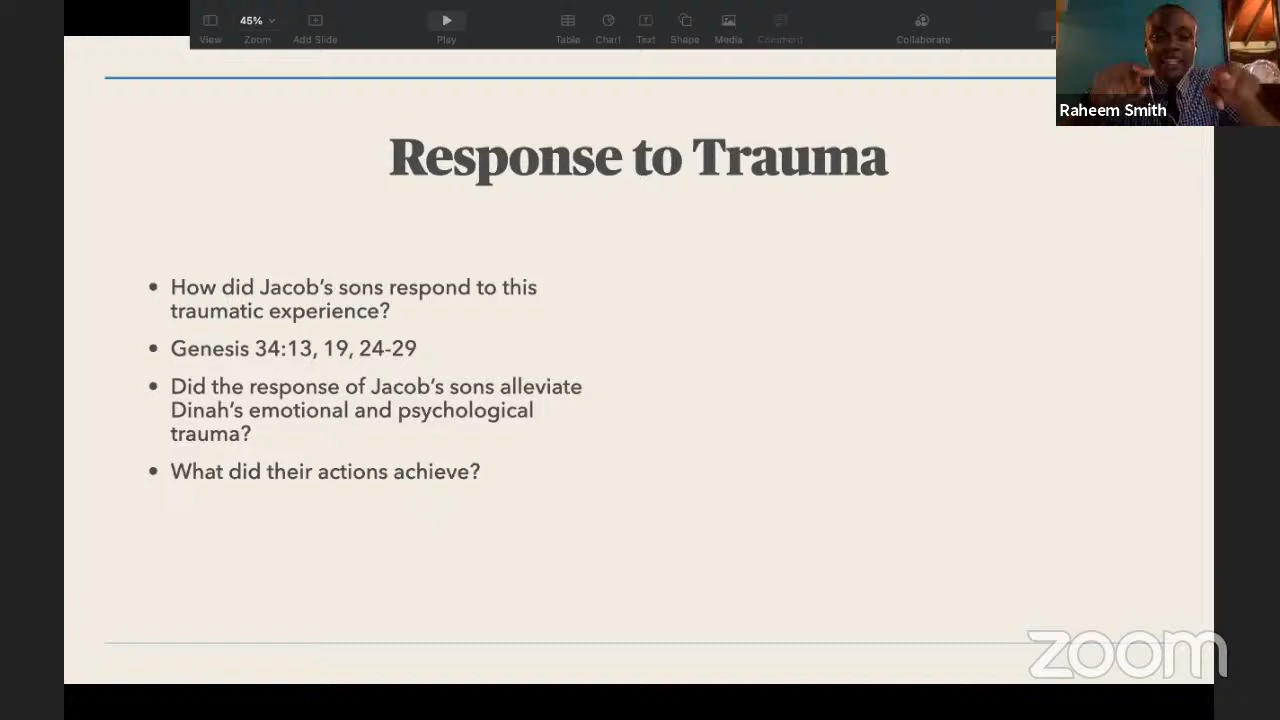 45%
View
Zoom
Add Slide
Play
Table
Chart
Text
Shape
Media
Comment
Collaborate
Raheem Smith
Response to Trauma
• How did Jacob's sons respond to this
traumatic experience?
• Genesis 34:13, 19, 24-29
• Did the response of Jacob's sons alleviate
Dinah's emotional and psychological
trauma?
• What did their actions achieve?
zoom